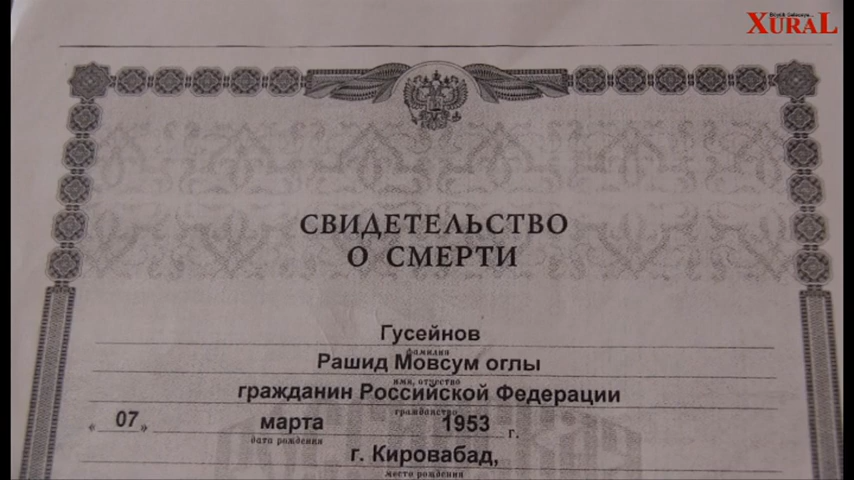 XURAL
СВИДЕТЕЛЬСТВО
О СМЕРТИ
Гусейнов
фамилия
Рашид Мовсум оглы
имя, отчество
гражданин Российской Федерации
гражданство
« 07 » марта 1953 г.
дата рождения
г. Кировабад,
место рождения